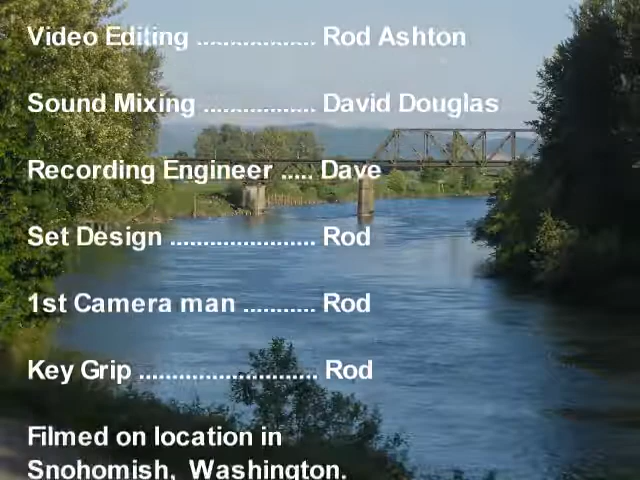 Video Editing .................. Rod Ashton
Sound Mixing ................. David Douglas
Recording Engineer ..... Dave
Set Design ...................... Rod
1st Camera man ........... Rod
Key Grip ........................... Rod
Filmed on location in
Snohomish, Washington.